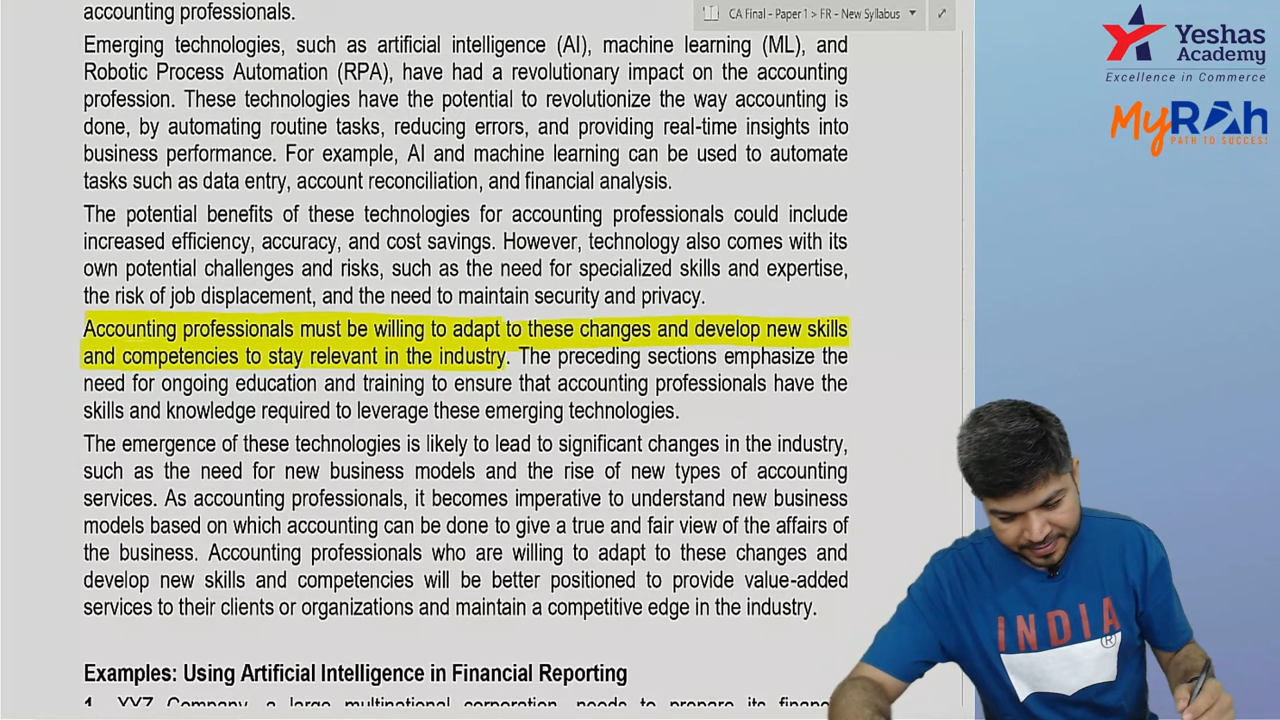 accounting professionals.
CA Final - Paper 1 > FR - New Syllabus
Yeshas
Academy
Excellence in Commerce
MyRAh
PATH TO SUCCESS
Emerging technologies, such as artificial intelligence (AI), machine learning (ML), and
Robotic Process Automation (RPA), have had a revolutionary impact on the accounting
profession. These technologies have the potential to revolutionize the way accounting is
done, by automating routine tasks, reducing errors, and providing real-time insights into
business performance. For example, AI and machine learning can be used to automate
tasks such as data entry, account reconciliation, and financial analysis.
The potential benefits of these technologies for accounting professionals could include
increased efficiency, accuracy, and cost savings. However, technology also comes with its
own potential challenges and risks, such as the need for specialized skills and expertise,
the risk of job displacement, and the need to maintain security and privacy.
Accounting professionals must be willing to adapt to these changes and develop new skills
and competencies to stay relevant in the industry. The preceding sections emphasize the
need for ongoing education and training to ensure that accounting professionals have the
skills and knowledge required to leverage these emerging technologies.
The emergence of these technologies is likely to lead to significant changes in the industry,
such as the need for new business models and the rise of new types of accounting
services. As accounting professionals, it becomes imperative to understand new business
models based on which accounting can be done to give a true and fair view of the affairs of
the business. Accounting professionals who are willing to adapt to these changes and
develop new skills and competencies will be better positioned to provide value-added
services to their clients or organizations and maintain a competitive edge in the industry.
Examples: Using Artificial Intelligence in Financial Reporting
1. XYZ Company, a large multinational corporation, needs to prepare its
INDIA
®